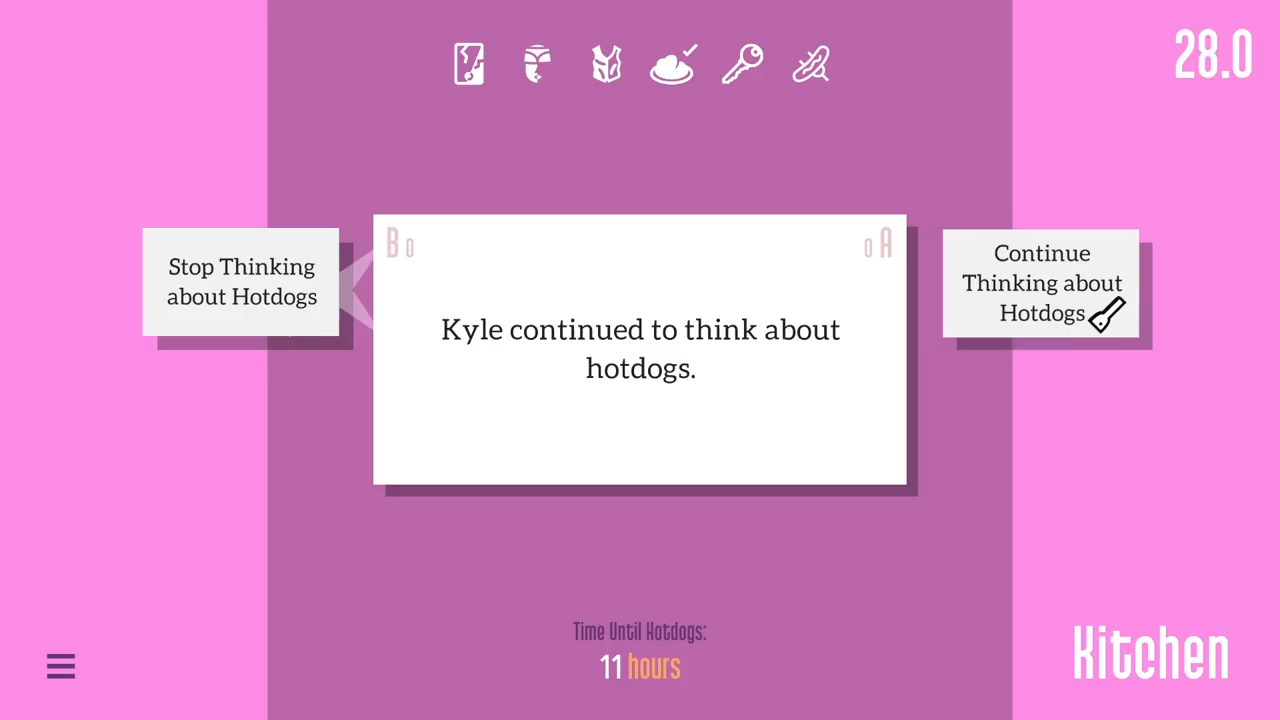 28.0
Stop Thinking
about Hotdogs
B 0
0 A
Kyle continued to think about
hotdogs.
Continue
Thinking about
Hotdogs
Time Until Hotdogs:
11 hours
Kitchen